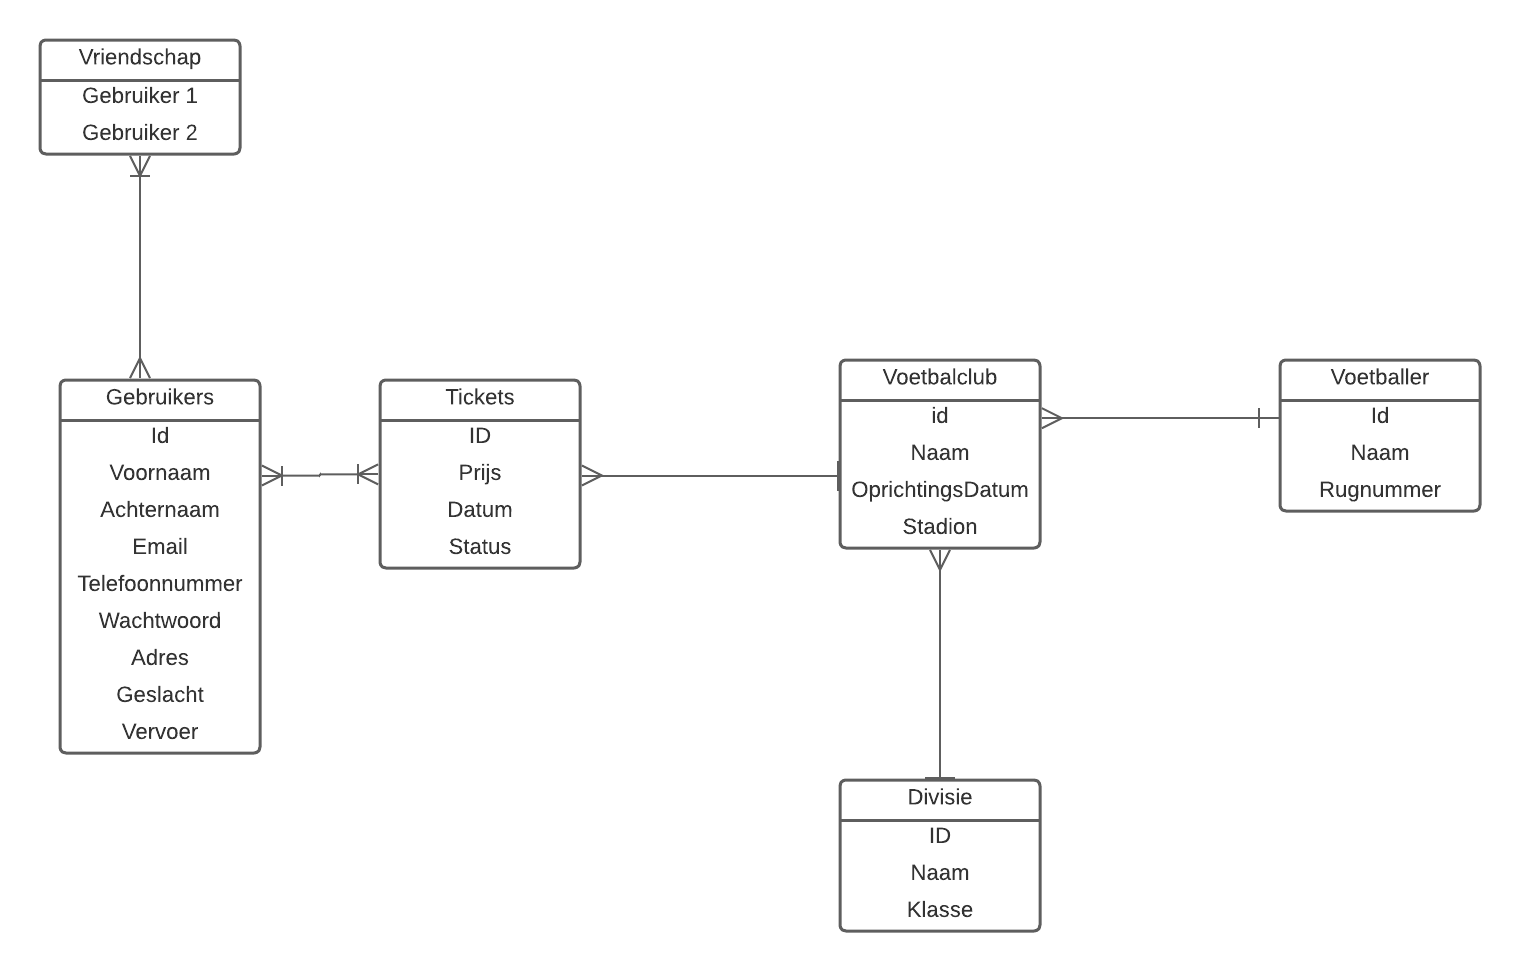 Vriendschap
Gebruiker 1
Gebruiker 2
Gebruikers
Id
Voornaam
Achternaam
Email
Telefoonnummer
Wachtwoord
Adres
Geslacht
Vervoer
Tickets
ID
Prijs
Datum
Status
Voetbalclub
id
Naam
OprichtingsDatum
Stadion
Voetballer
Id
Naam
Rugnummer
Divisie
ID
Naam
Klasse